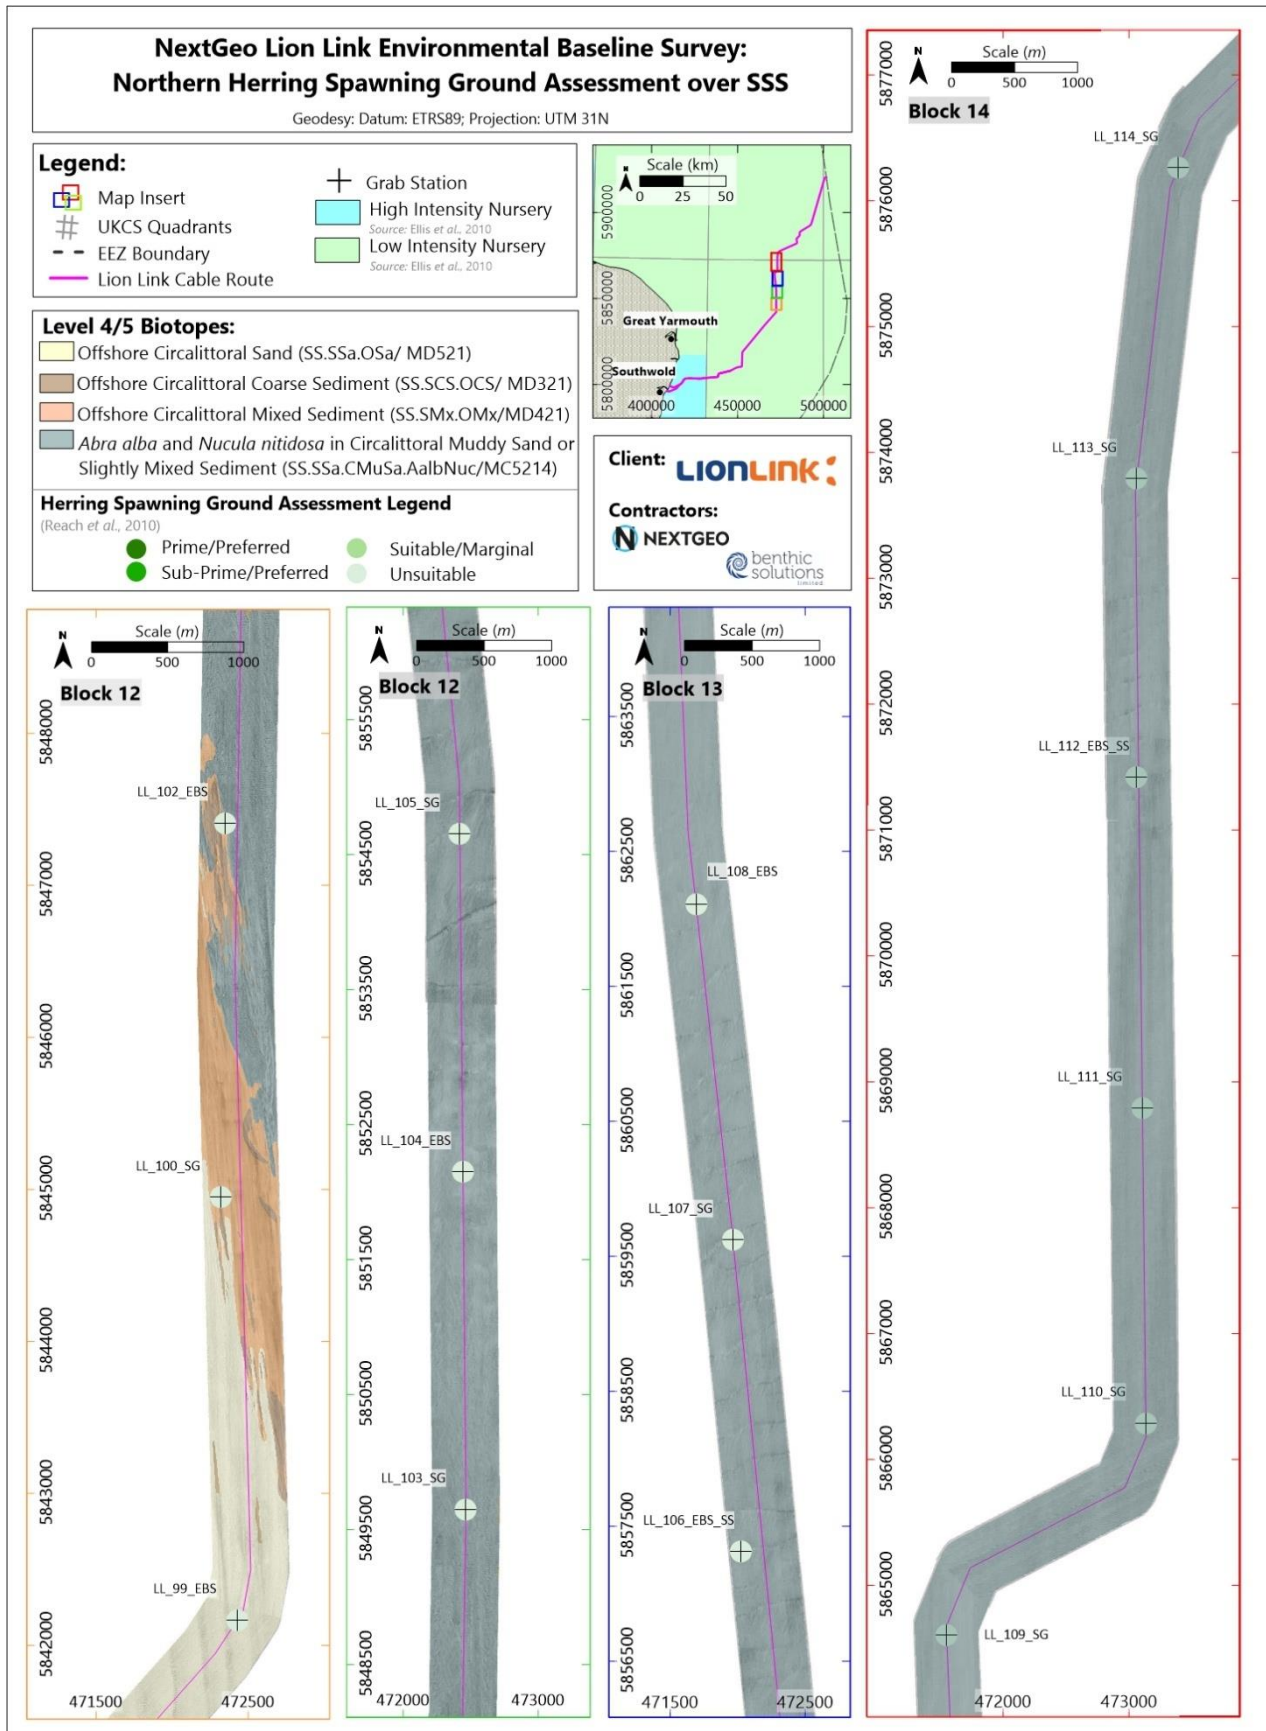 NextGeo Lion Link Environmental Baseline Survey:
Northern Herring Spawning Ground Assessment over SSS
Geodesy: Datum: ETRS89; Projection: UTM 31N
Legend:
Map Insert
UKCS Quadrants
EEZ Boundary
Lion Link Cable Route
Grab Station
High Intensity Nursery
Source: Ellis et al., 2010
Low Intensity Nursery
Source: Ellis et al., 2010
Level 4/5 Biotopes:
Offshore Circalittoral Sand (SS.SSa.OSa/ MD521)
Offshore Circalittoral Coarse Sediment (SS.SCS.OCS/ MD321)
Offshore Circalittoral Mixed Sediment (SS.SMx.OMx/MD421)
Abra alba and Nucula nitidosa in Circalittoral Muddy Sand or
Slightly Mixed Sediment (SS.SSa.CMuSa.AalbNuc/MC5214)
Herring Spawning Ground Assessment Legend
(Reach et al., 2010)
Prime/Preferred
Sub-Prime/Preferred
Suitable/Marginal
Unsuitable
N
Scale (km)
0 25 50
5900000
5850000
5800000
Great Yarmouth
Southwold
400000 450000 500000
Client: LIONLINK
Contractors:
N NEXTGEO
benthic
solutions
limited
N
Scale (m)
0 500 1000
Block 12
5848000
LL_102_EBS
5847000
5846000
LL_100_SG
5845000
5844000
5843000
LL_99_EBS
5842000
471500 472500
N
Scale (m)
0 500 1000
Block 12
5855500
LL_105_SG
5854500
5853500
5852500
LL_104_EBS
5851500
5850500
LL_103_SG
5849500
5848500
472000 473000
N
Scale (m)
0 500 1000
Block 13
5863500
5862500
LL_108_EBS
5861500
5860500
LL_107_SG
5859500
5858500
5857500
LL_106_EBS_SS
5856500
471500 472500
N
Scale (m)
0 500 1000
Block 14
5877000
LL_114_SG
5876000
5875000
5874000
LL_113_SG
5873000
5872000
LL_112_EBS_SS
5871000
5870000
5869000
LL_111_SG
5868000
5867000
LL_110_SG
5866000
5865000
LL_109_SG
472000 473000